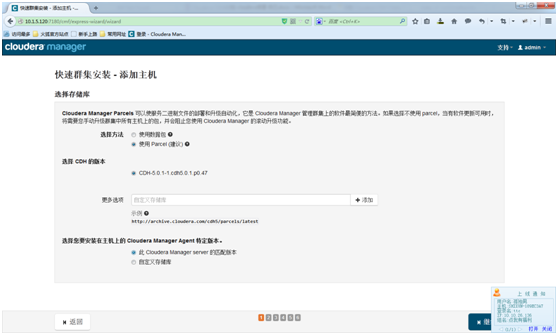 快速群集安装 - 添加主机...
10.1.5.120:7180/cmf/express-wizard/wizard
百度 <Ctrl+K>
访问最多 火狐官方站点 新手上路 常用网址 登录 - Cloudera Man...
cloudera manager
支持 admin
快速群集安装 - 添加主机
选择存储库
Cloudera Manager Parcels 可以使服务二进制文件的部署和升级自动化，它是 Cloudera Manager 管理群集上的软件最简便的方法。如果选择不使用 parcel，当有软件更新可用时，
将需要您手动升级群集中所有主机上的包，并会阻止您使用 Cloudera Manager 的滚动升级功能。
选择方法 使用数据包
使用 Parcel (建议)
选择 CDH 的版本
CDH-5.0.1-1.cdh5.0.1.p0.47
更多选项 自定义存储库 添加
示例
http://archive.cloudera.com/cdh5/parcels/latest
选择您要安装在主机上的 Cloudera Manager Agent 特定版本。
此 Cloudera Manager server 的匹配版本
自定义存储库
返回
1 2 3 4 5 6
继
上线通知
打开 关闭